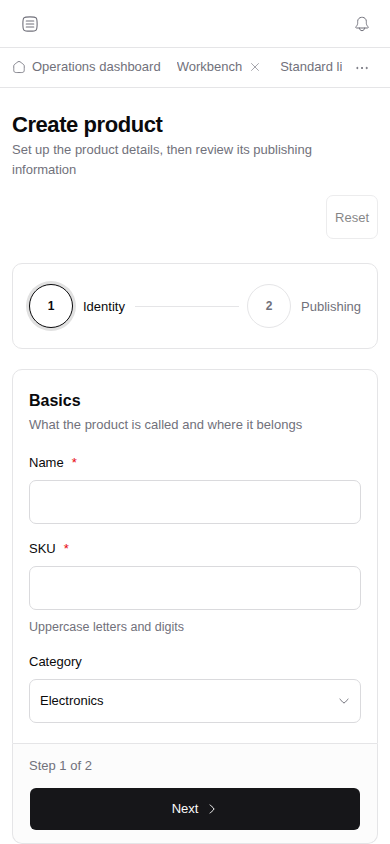 Operations dashboard Workbench Standard li
Create product
Set up the product details, then review its publishing
information
Reset
1 Identity 2 Publishing
Basics
What the product is called and where it belongs
Name *
SKU *
Uppercase letters and digits
Category
Electronics
Step 1 of 2
Next